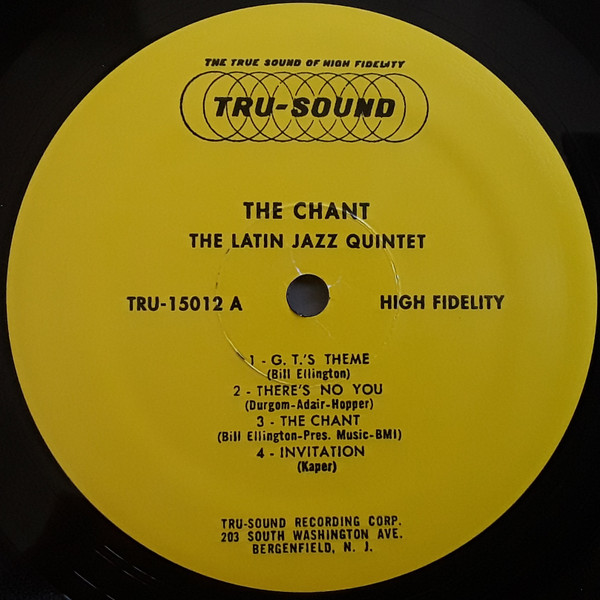 THE TRUE SOUND OF HIGH FIDELITY
TRU-SOUND
THE CHANT
THE LATIN JAZZ QUINTET
TRU-15012 A
HIGH FIDELITY
1 - G. T.'S THEME
(Bill Ellington)
2 - THERE'S NO YOU
(Durgom-Adair-Hopper)
3 - THE CHANT
(Bill Ellington-Pres. Music-BMI)
4 - INVITATION
(Kaper)
TRU-SOUND RECORDING CORP.
203 SOUTH WASHINGTON AVE.
BERGENFIELD, N. J.